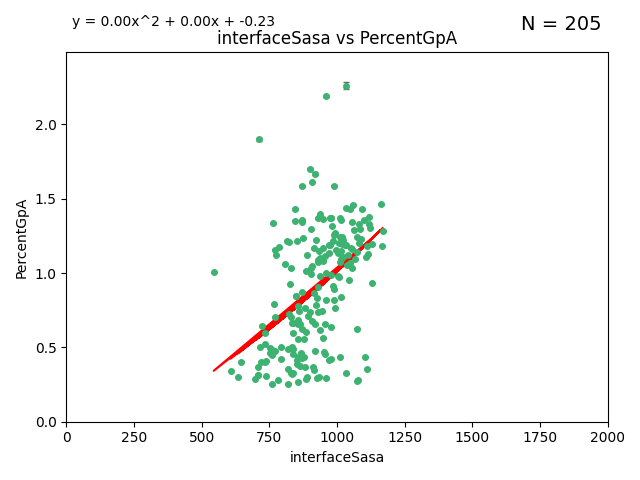 y = 0.00x^2 + 0.00x + -0.23
N = 205
interfaceSasa vs PercentGpA
PercentGpA
2.0
1.5
1.0
0.5
0.0
0 250 500 750 1000 1250 1500 1750 2000
interfaceSasa